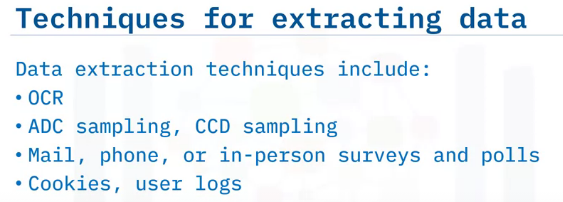 Techniques for extracting data
Data extraction techniques include:
• OCR
• ADC sampling, CCD sampling
• Mail, phone, or in-person surveys and polls
• Cookies, user logs